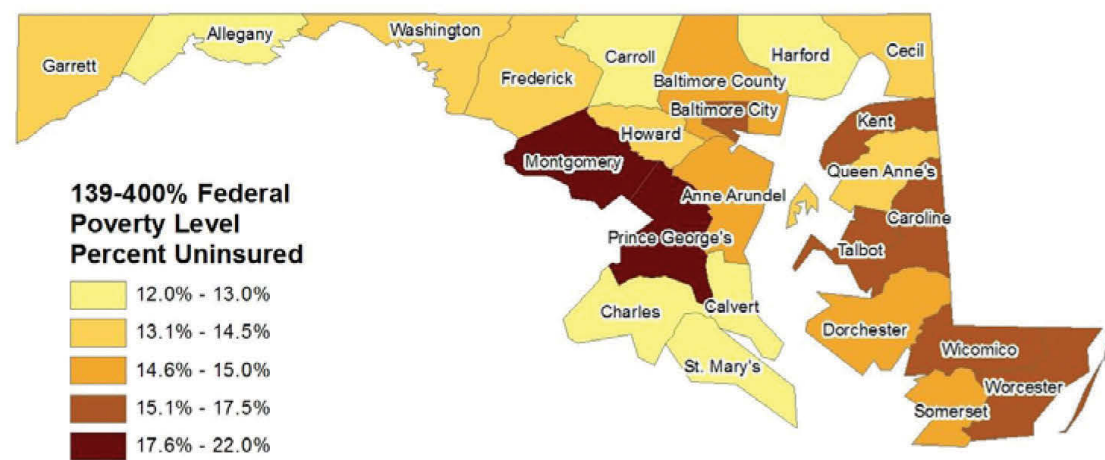 Allegany
Washington
Garrett
Frederick
Carroll
Harford
Cecil
Baltimore County
Baltimore City
Howard
Kent
Montgomery
Queen Anne's
Anne Arundel
Caroline
Prince George's
Talbot
Charles
Calvert
Dorchester
St. Mary's
Wicomico
Worcester
Somerset
139-400% Federal
Poverty Level
Percent Uninsured
12.0% - 13.0%
13.1% - 14.5%
14.6% - 15.0%
15.1% - 17.5%
17.6% - 22.0%